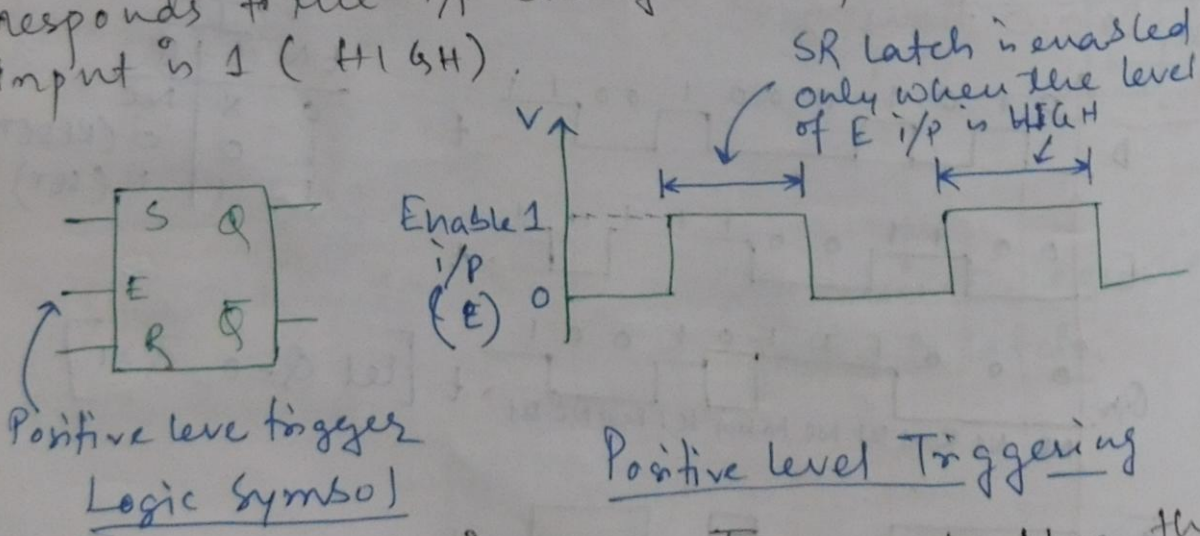 responds
input is 1 ( HIGH).
SR latch is enabled
only when the level
of E i/p is HIGH
V
S Q
E
R Q̅
Enable 1
i/p
(E) 0
Positive leve trigger
Logic Symbol
Positive level Triggering